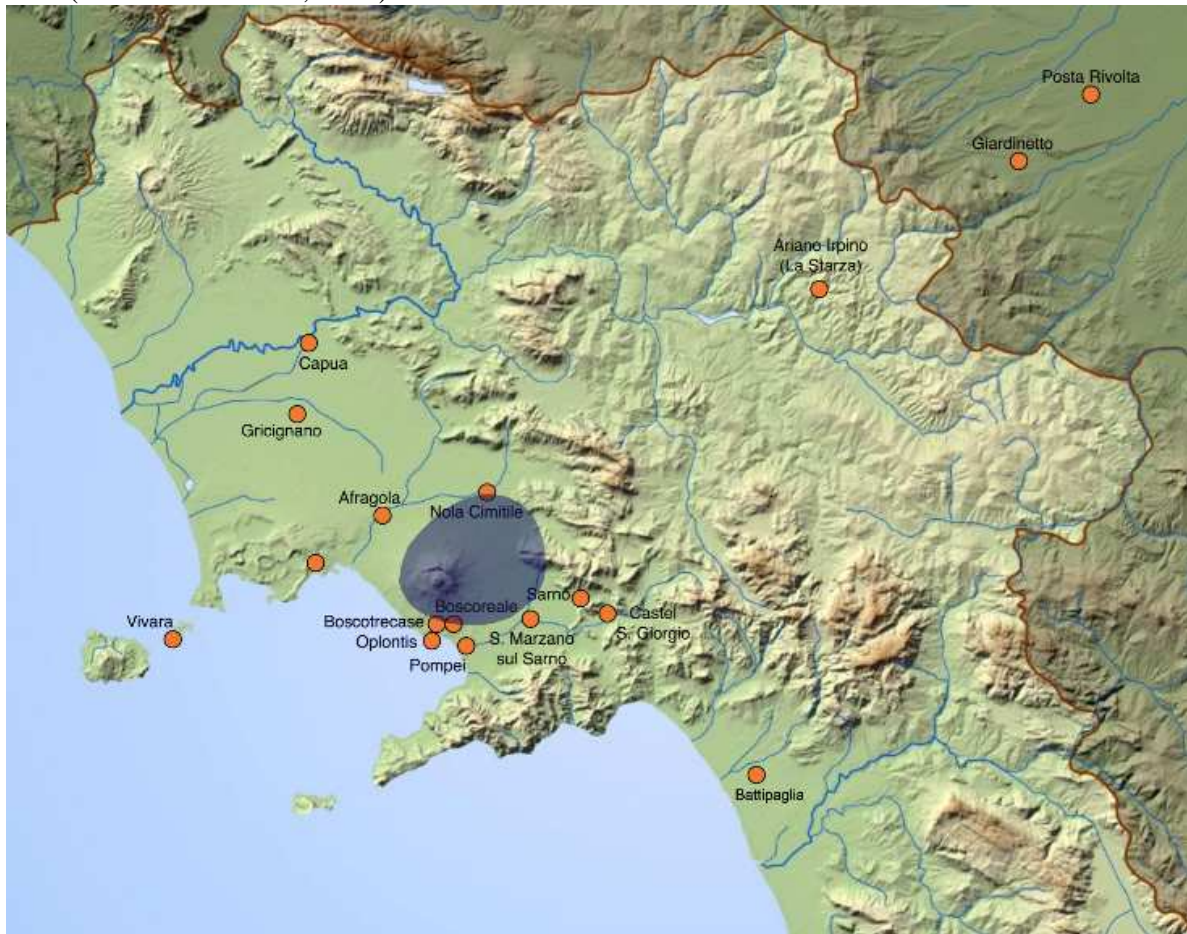 Posta Rivolta
Giardinetto
Ariano Irpino
(La Starza)
Capua
Gricignano
Afragola
Nola Cimitile
Sarno
Castel
S. Giorgio
Vivara
Boscotrecase
Boscoreale
Oplontis
S. Marzano
sul Sarno
Pompei
Battipaglia